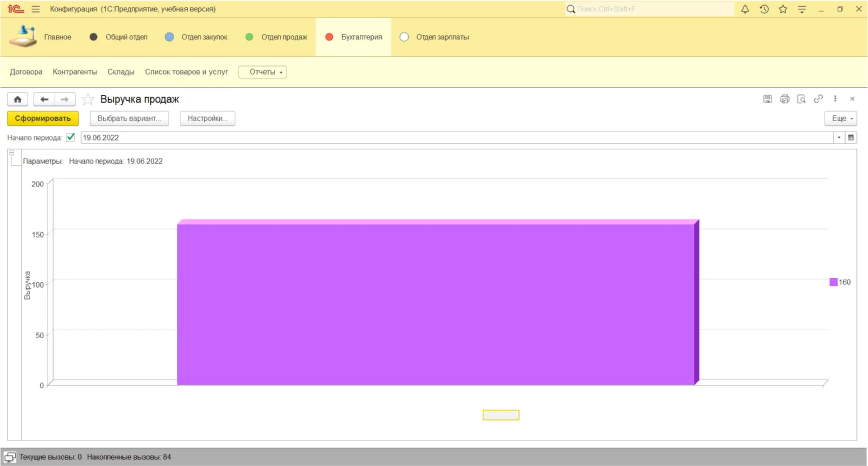 1С Конфигурация (1С:Предприятие, учебная версия) Поиск Ctrl+Shift+F
Главное Общий отдел Отдел закупок Отдел продаж Бухгалтерия Отдел зарплаты
Договора Контрагенты Склады Список товаров и услуг Отчеты
Выручка продаж
Сформировать Выбрать вариант... Настройки... Еще
Начало периода: 19.06.2022
Параметры: Начало периода: 19.06.2022
200
150
100
50
0
Выручка
160
Текущие вызовы: 0 Накопленные вызовы: 84